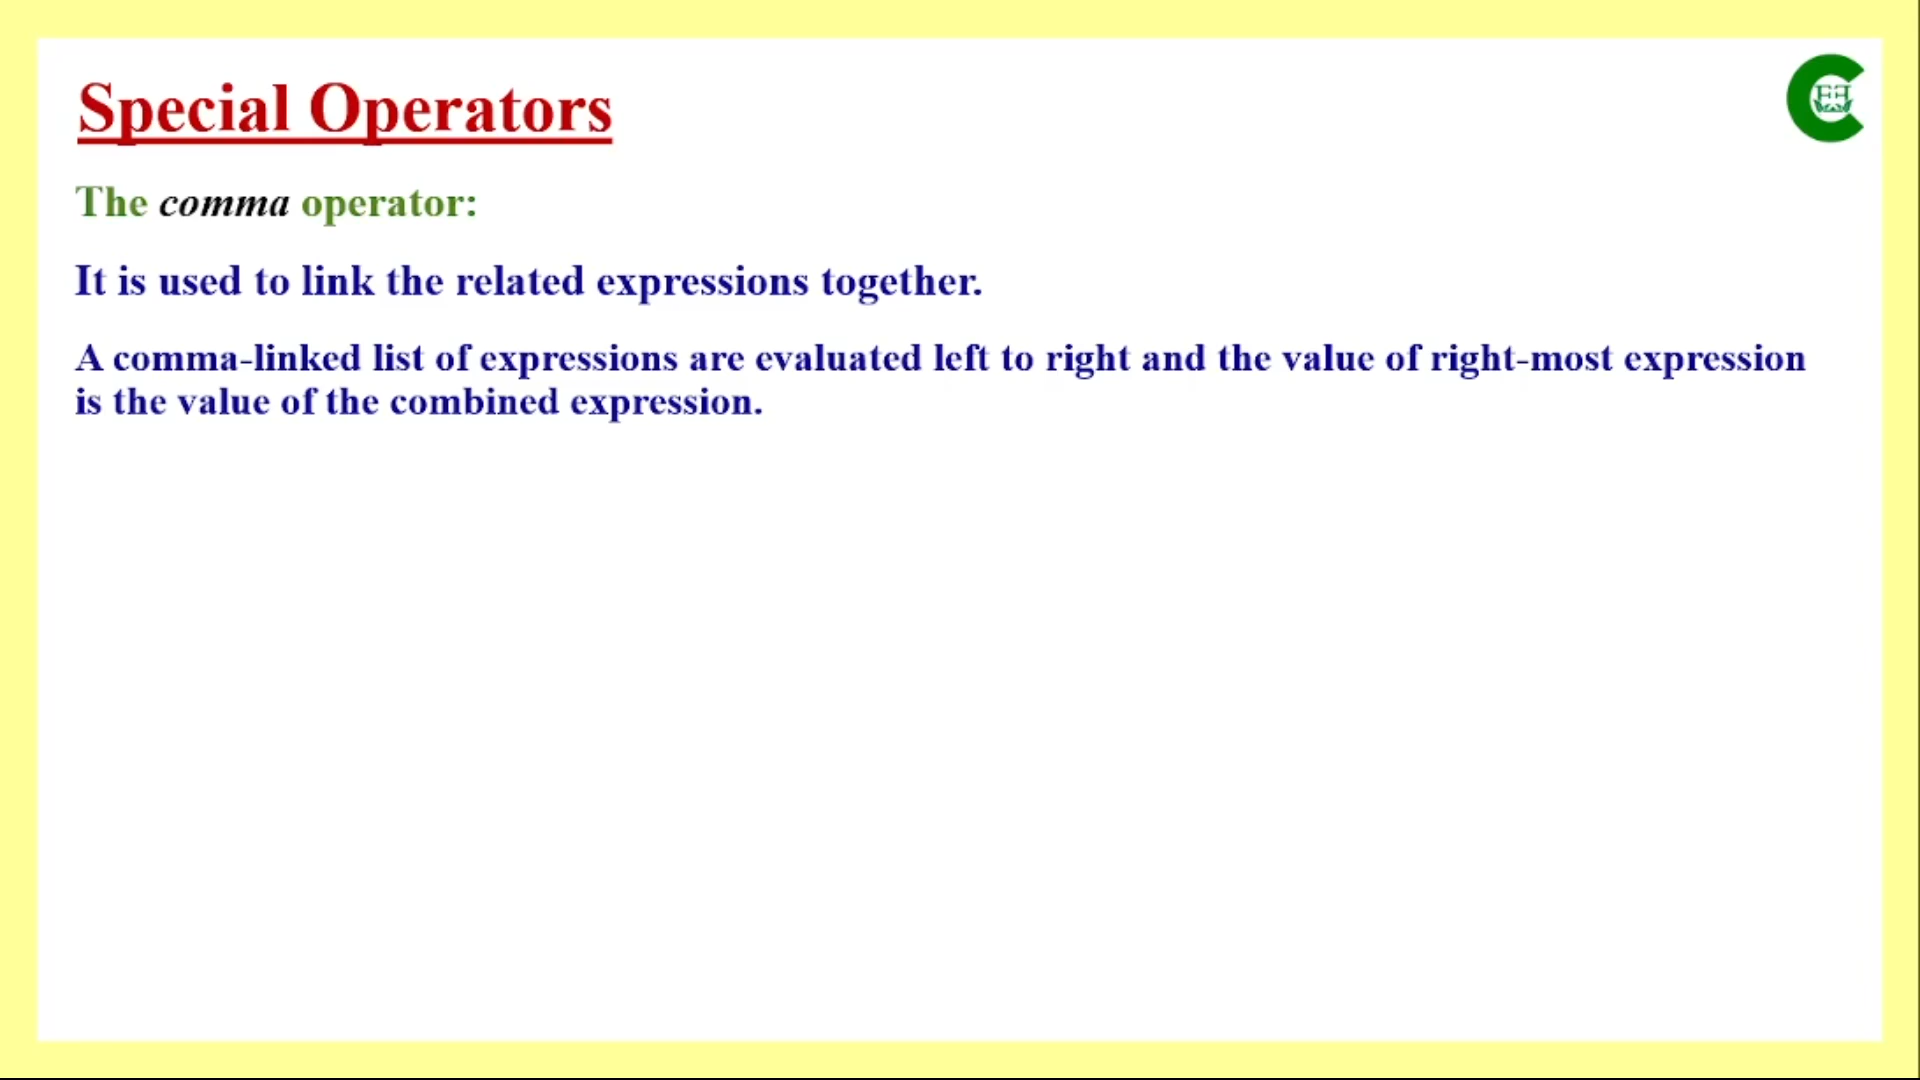 Special Operators
The comma operator:
It is used to link the related expressions together.
A comma-linked list of expressions are evaluated left to right and the value of right-most expression
is the value of the combined expression.